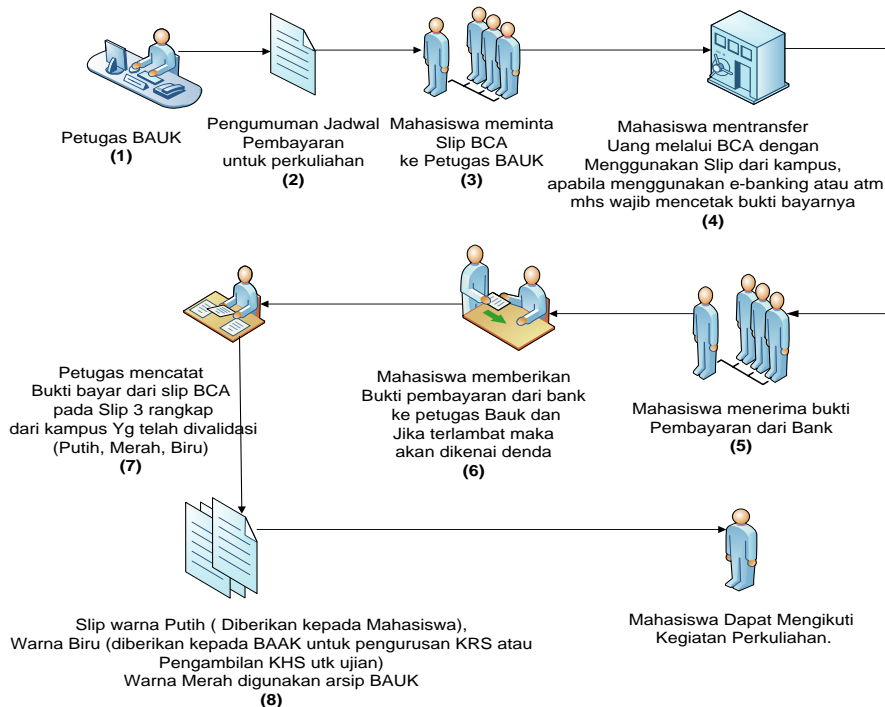 Petugas BAUK
(1)
Pengumuman Jadwal
Pembayaran
untuk perkuliahan
(2)
Mahasiswa meminta
Slip BCA
ke Petugas BAUK
(3)
Mahasiswa mentransfer
Uang melalui BCA dengan
Menggunakan Slip dari kampus,
apabila menggunakan e-banking atau atm
mhs wajib mencetak bukti bayarnya
(4)
Mahasiswa menerima bukti
Pembayaran dari Bank
(5)
Mahasiswa memberikan
Bukti pembayaran dari bank
ke petugas Bauk dan
Jika terlambat maka
akan dikenai denda
(6)
Petugas mencatat
Bukti bayar dari slip BCA
pada Slip 3 rangkap
dari kampus Yg telah divalidasi
(Putih, Merah, Biru)
(7)
Slip warna Putih ( Diberikan kepada Mahasiswa),
Warna Biru (diberikan kepada BAAK untuk pengurusan KRS atau
Pengambilan KHS utk ujian)
Warna Merah digunakan arsip BAUK
(8)
Mahasiswa Dapat Mengikuti
Kegiatan Perkuliahan.